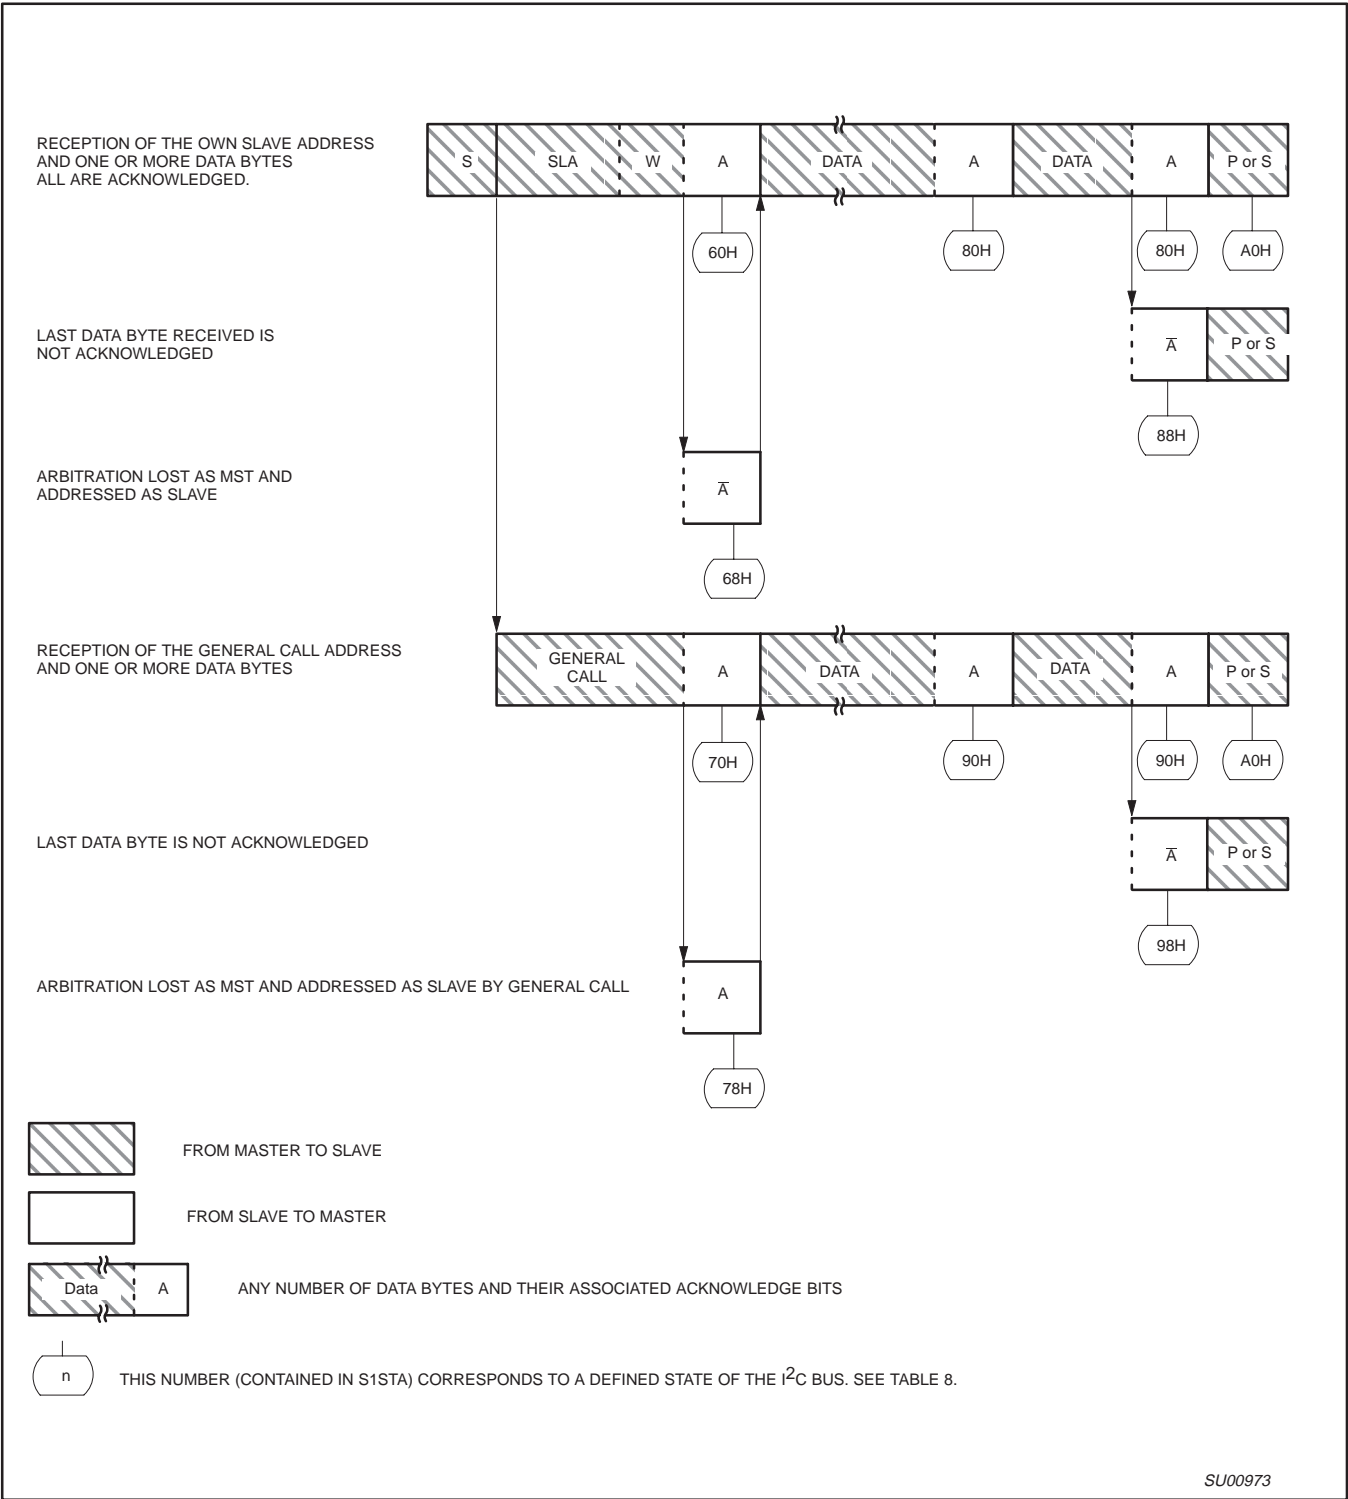 RECEPTION OF THE OWN SLAVE ADDRESS
AND ONE OR MORE DATA BYTES
ALL ARE ACKNOWLEDGED.
S SLA W A DATA A DATA A P or S
60H 80H 80H A0H
LAST DATA BYTE RECEIVED IS
NOT ACKNOWLEDGED
A̅ P or S
88H
ARBITRATION LOST AS MST AND
ADDRESSED AS SLAVE
A̅
68H
RECEPTION OF THE GENERAL CALL ADDRESS
AND ONE OR MORE DATA BYTES
GENERAL
CALL
A DATA A DATA A P or S
70H 90H 90H A0H
LAST DATA BYTE IS NOT ACKNOWLEDGED
A̅ P or S
98H
ARBITRATION LOST AS MST AND ADDRESSED AS SLAVE BY GENERAL CALL
A
78H
FROM MASTER TO SLAVE
FROM SLAVE TO MASTER
Data A ANY NUMBER OF DATA BYTES AND THEIR ASSOCIATED ACKNOWLEDGE BITS
n THIS NUMBER (CONTAINED IN S1STA) CORRESPONDS TO A DEFINED STATE OF THE I²C BUS. SEE TABLE 8.
SU00973